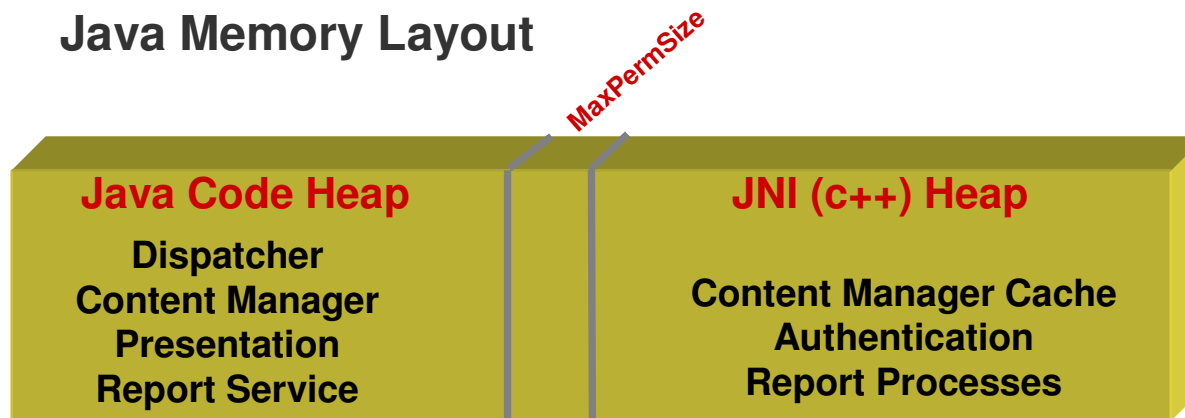 Java Memory Layout
MaxPermSize
Java Code Heap
Dispatcher
Content Manager
Presentation
Report Service
JNI (c++) Heap
Content Manager Cache
Authentication
Report Processes